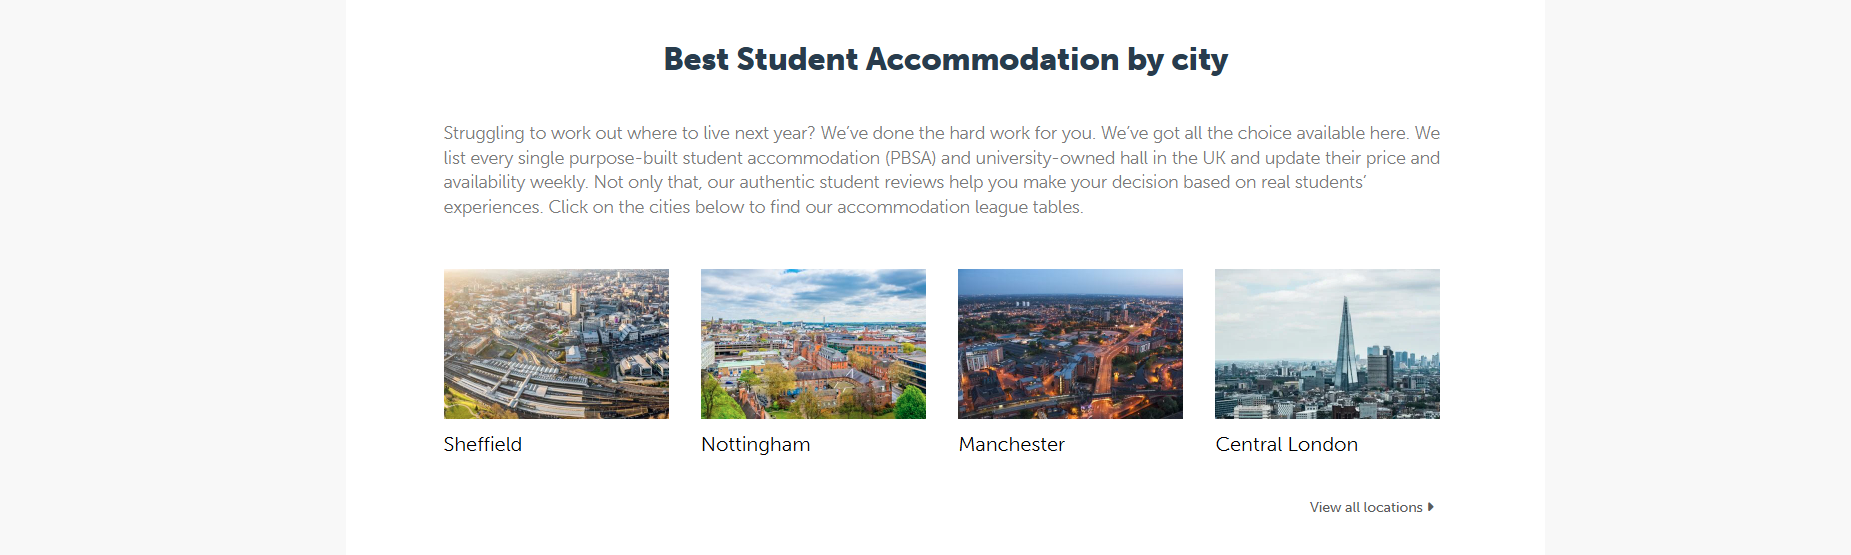 Best Student Accommodation by city
Struggling to work out where to live next year? We’ve done the hard work for you. We’ve got all the choice available here. We
list every single purpose-built student accommodation (PBSA) and university-owned hall in the UK and update their price and
availability weekly. Not only that, our authentic student reviews help you make your decision based on real students’
experiences. Click on the cities below to find our accommodation league tables.
Sheffield
Nottingham
Manchester
Central London
View all locations